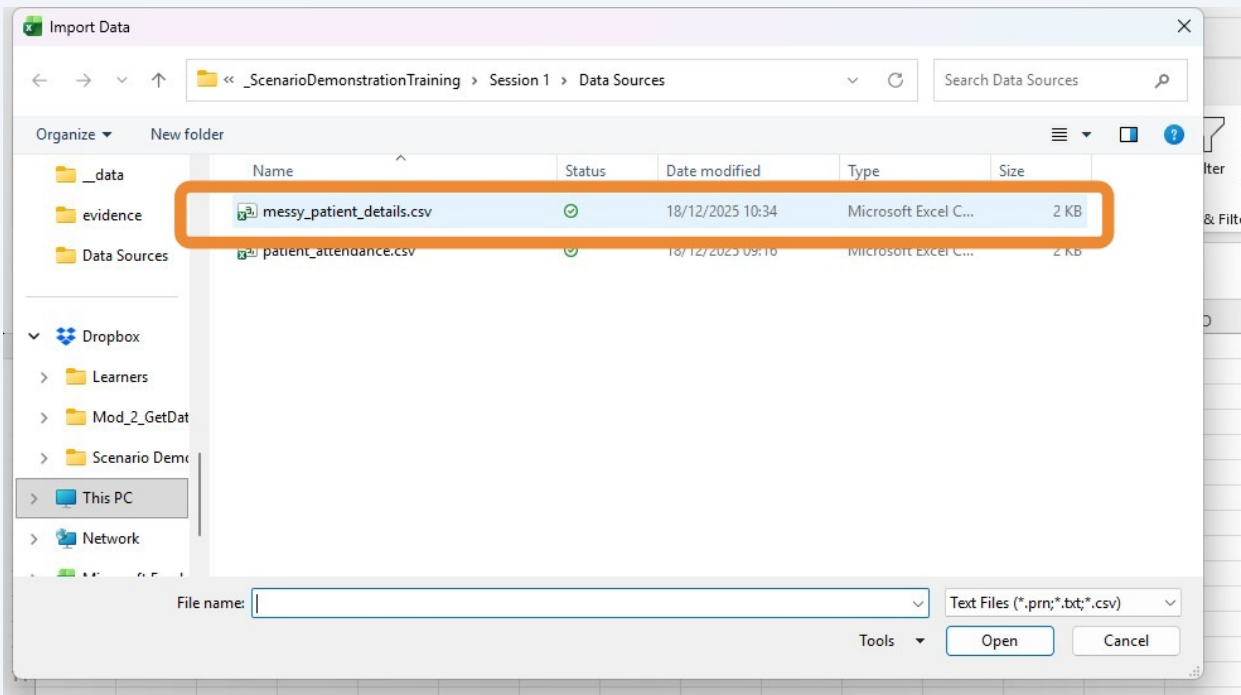 Import Data
« _ScenarioDemonstrationTraining > Session 1 > Data Sources
Search Data Sources
Organize New folder
Name Status Date modified Type Size
__data
messy_patient_details.csv 18/12/2025 10:34 Microsoft Excel C... 2 KB
evidence
patient_attendance.csv 18/12/2025 09:16 Microsoft Excel C... 2 KB
Data Sources
Dropbox
Learners
Mod_2_GetDat
Scenario Demo
This PC
Network
File name: Text Files (*.prn;*.txt;*.csv)
Tools Open Cancel
lter
& Filt